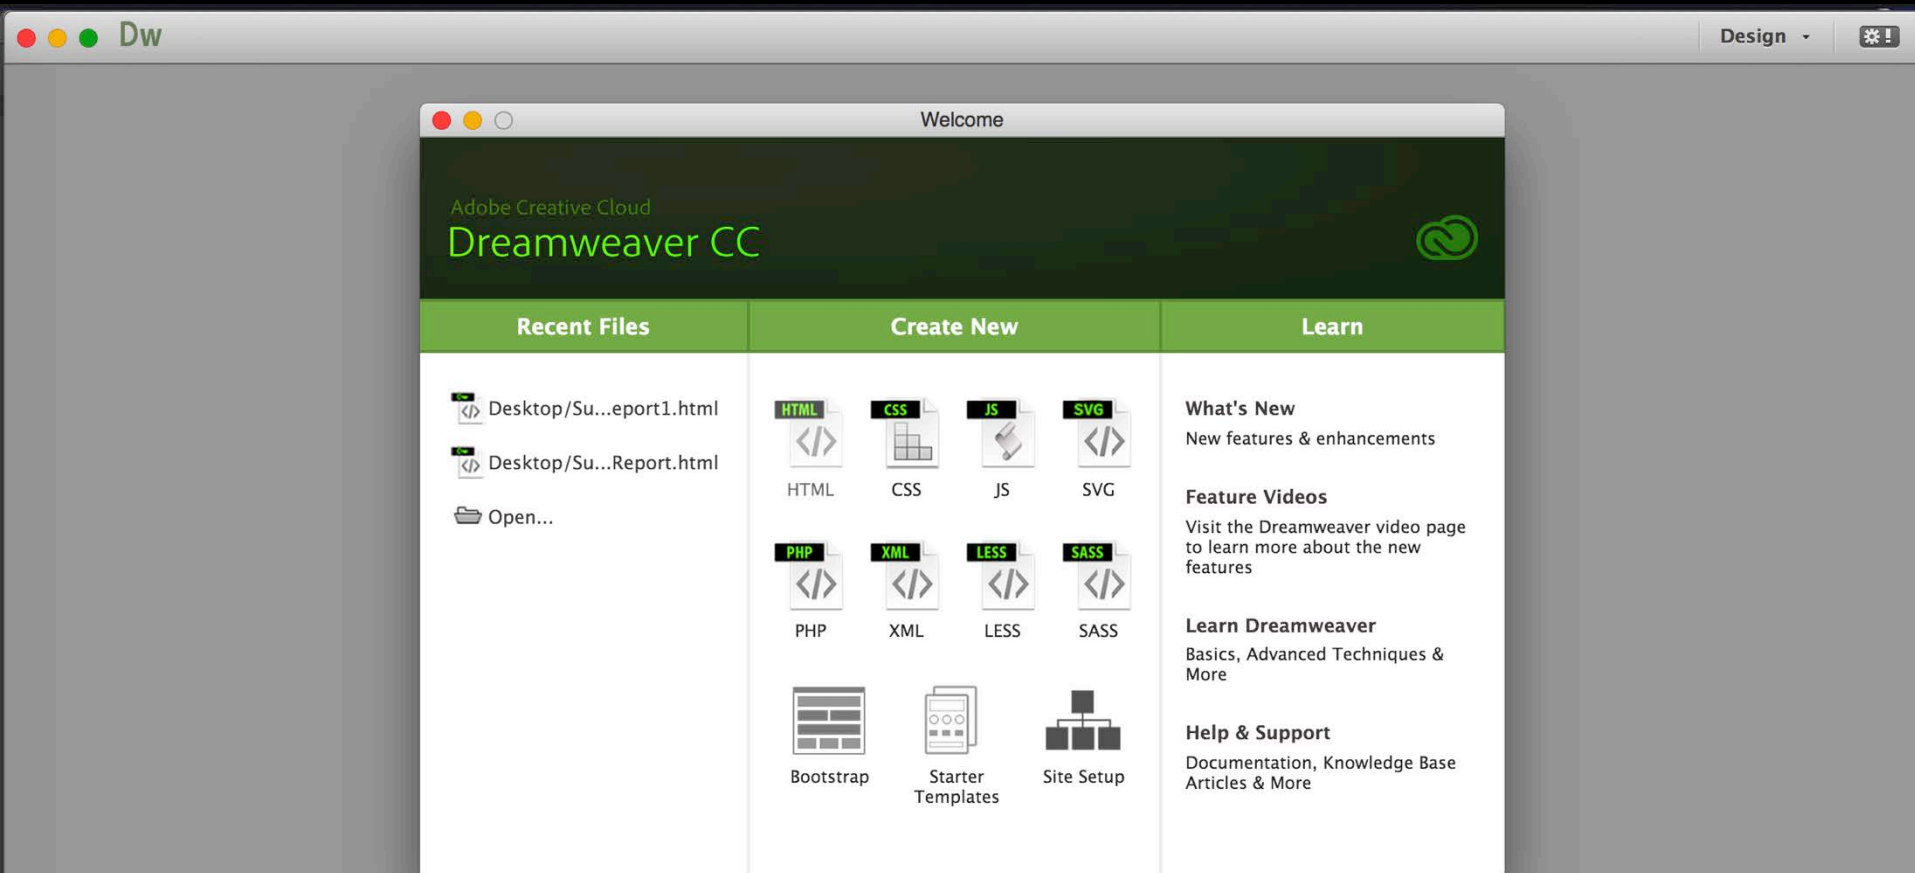 Dw
Design
Welcome
Adobe Creative Cloud
Dreamweaver CC
Recent Files
Create New
Learn
Desktop/Su...eport1.html
Desktop/Su...Report.html
Open...
HTML
CSS
JS
SVG
HTML
CSS
JS
SVG
PHP
XML
LESS
SASS
PHP
XML
LESS
SASS
Bootstrap
Starter
Templates
Site Setup
What's New
New features & enhancements
Feature Videos
Visit the Dreamweaver video page
to learn more about the new
features
Learn Dreamweaver
Basics, Advanced Techniques &
More
Help & Support
Documentation, Knowledge Base
Articles & More